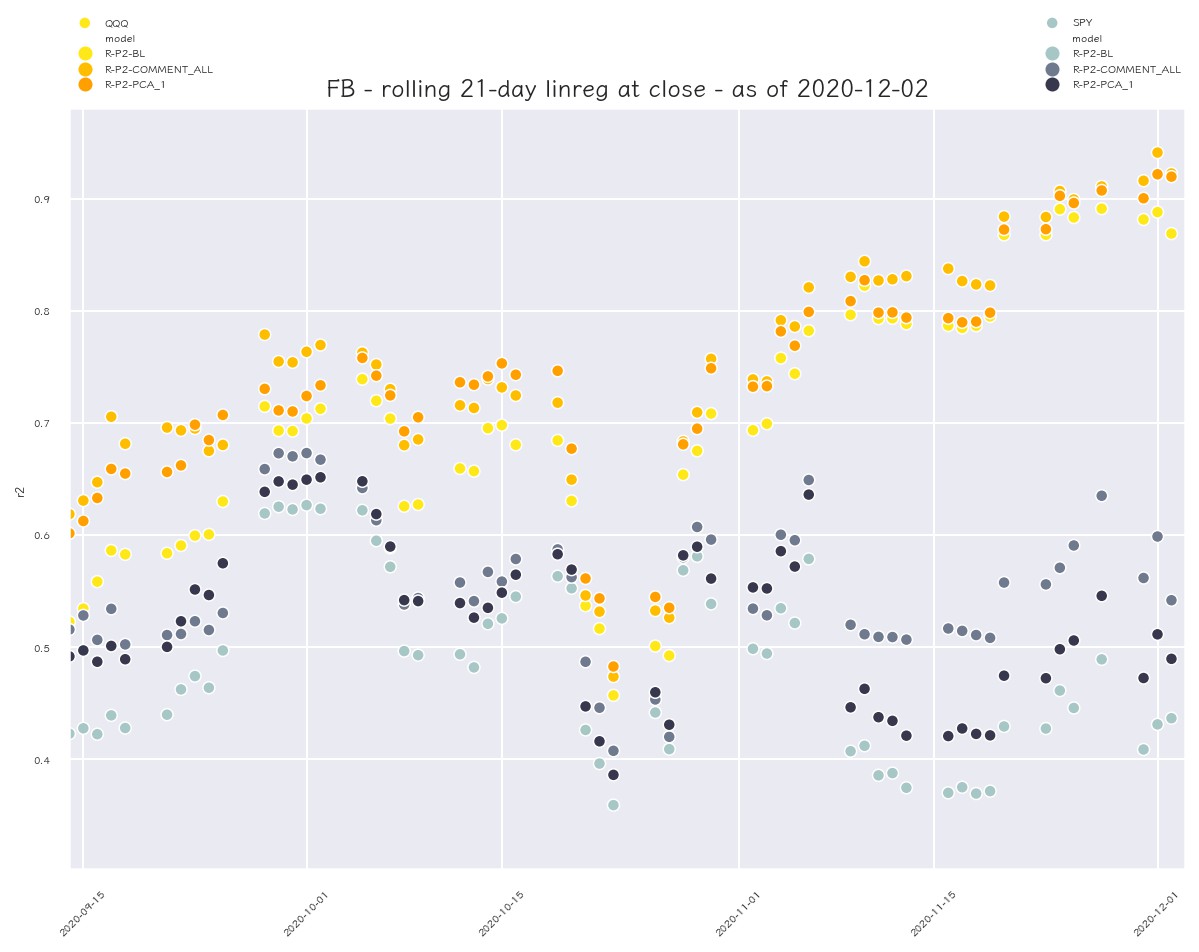 QQQ
model
R-P2-BL
R-P2-COMMENT_ALL
R-P2-PCA_1
SPY
model
R-P2-BL
R-P2-COMMENT_ALL
R-P2-PCA_1
FB - rolling 21-day linreg at close - as of 2020-12-02
0.9
0.8
0.7
0.6
0.5
0.4
r2
2020-09-15
2020-10-01
2020-10-15
2020-11-01
2020-11-15
2020-12-01